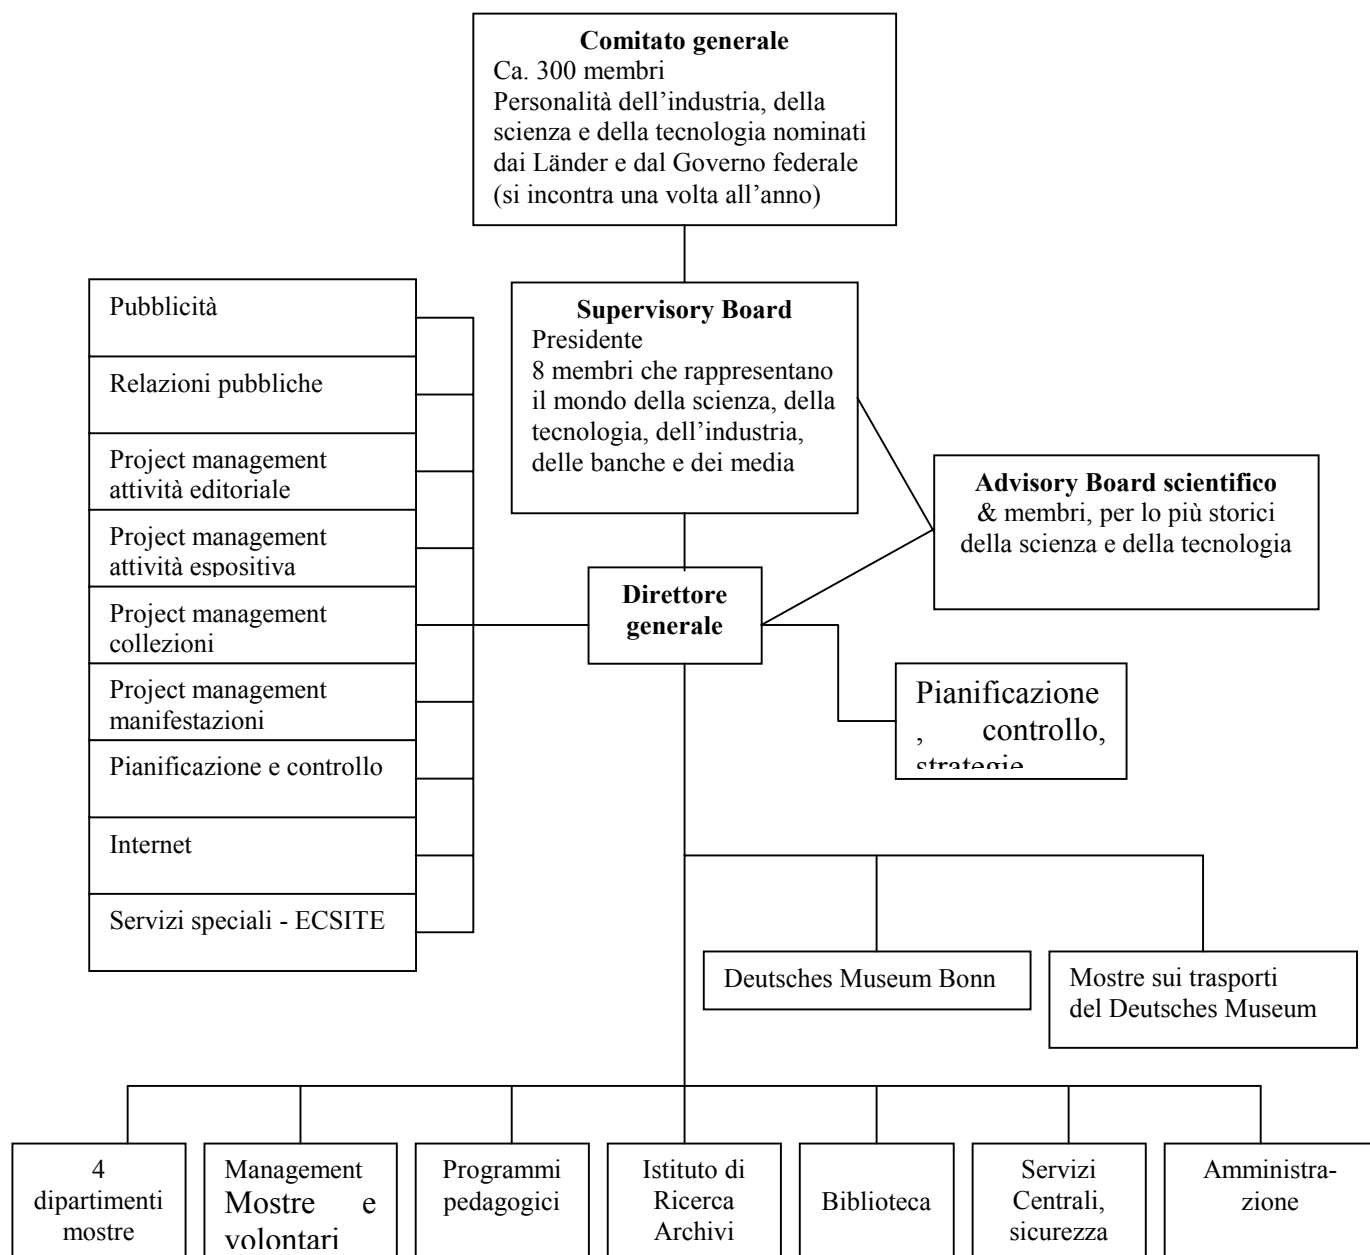 Comitato generale
Ca. 300 membri
Personalità dell’industria, della
scienza e della tecnologia nominati
dai Länder e dal Governo federale
(si incontra una volta all’anno)
Pubblicità
Relazioni pubbliche
Project management
attività editoriale
Project management
attività espositiva
Project management
collezioni
Project management
manifestazioni
Pianificazione e controllo
Internet
Servizi speciali - ECSITE
Supervisory Board
Presidente
8 membri che rappresentano
il mondo della scienza, della
tecnologia, dell’industria,
delle banche e dei media
Advisory Board scientifico
& membri, per lo più storici
della scienza e della tecnologia
Direttore
generale
Pianificazione
, controllo,
strategie
Deutsches Museum Bonn
Mostre sui trasporti
del Deutsches Museum
4
dipartimenti
mostre
Management
Mostre e
volontari
Programmi
pedagogici
Istituto di
Ricerca
Archivi
Biblioteca
Servizi
Centrali,
sicurezza
Amministra-
zione